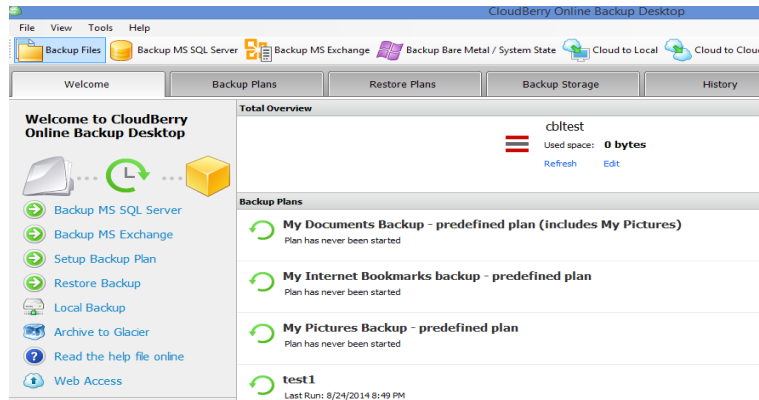 CloudBerry Online Backup Desktop
File View Tools Help
Backup Files Backup MS SQL Server Backup MS Exchange Backup Bare Metal / System State Cloud to Local Cloud to Clou
Welcome Backup Plans Restore Plans Backup Storage History
Welcome to CloudBerry
Online Backup Desktop
Backup MS SQL Server
Backup MS Exchange
Setup Backup Plan
Restore Backup
Local Backup
Archive to Glacier
Read the help file online
Web Access
Total Overview
cbltest
Used space: 0 bytes
Refresh Edit
Backup Plans
My Documents Backup - predefined plan (includes My Pictures)
Plan has never been started
My Internet Bookmarks backup - predefined plan
Plan has never been started
My Pictures Backup - predefined plan
Plan has never been started
test1
Last Run: 8/24/2014 8:49 PM